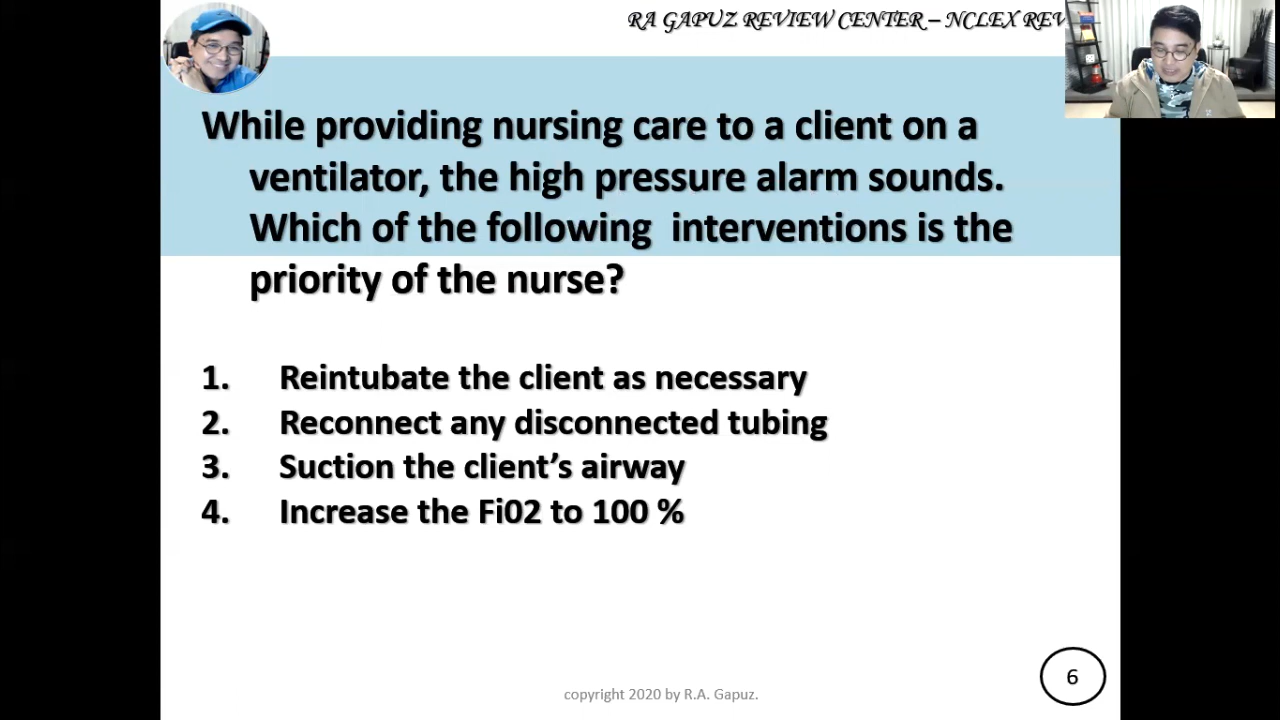 RA GAPUZ REVIEW CENTER – NCLEX REV
While providing nursing care to a client on a
ventilator, the high pressure alarm sounds.
Which of the following interventions is the
priority of the nurse?
1. Reintubate the client as necessary
2. Reconnect any disconnected tubing
3. Suction the client's airway
4. Increase the Fi02 to 100 %
copyright 2020 by R.A. Gapuz.
6